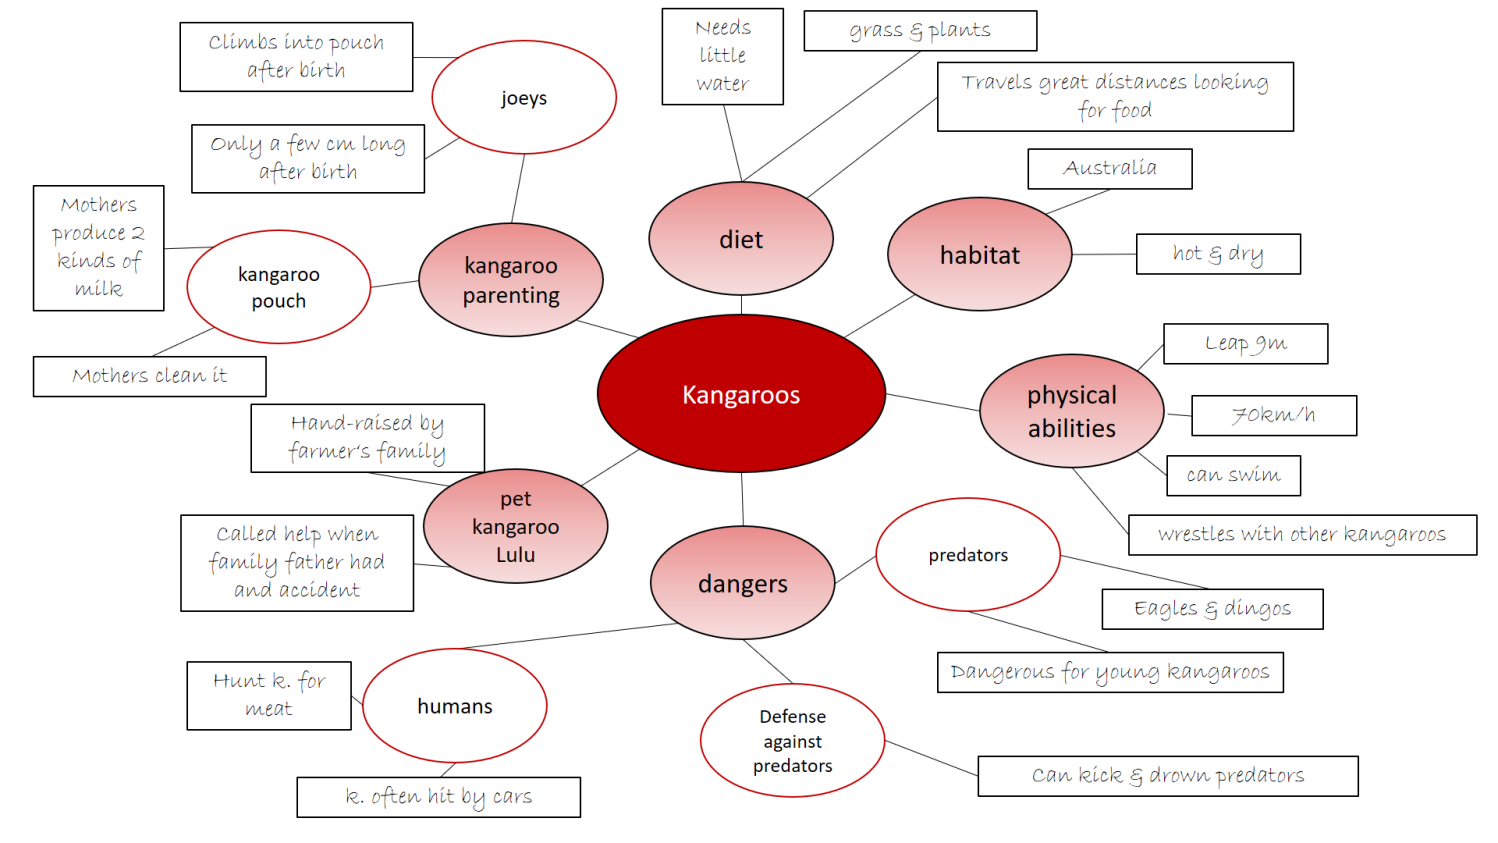 Climbs into pouch
after birth
joeys
Only a few cm long
after birth
Mothers
produce 2
kinds of
milk
kangaroo
pouch
Mothers clean it
kangaroo
parenting
Needs
little
water
grass & plants
Travels great distances looking
for food
diet
Australia
habitat
hot & dry
Kangaroos
Leap 9m
physical
abilities
70km/h
can swim
wrestles with other kangaroos
Hand-raised by
farmer's family
pet
kangaroo
Lulu
Called help when
family father had
and accident
dangers
predators
Eagles & dingos
Dangerous for young kangaroos
Hunt k. for
meat
humans
k. often hit by cars
Defense
against
predators
Can kick & drown predators